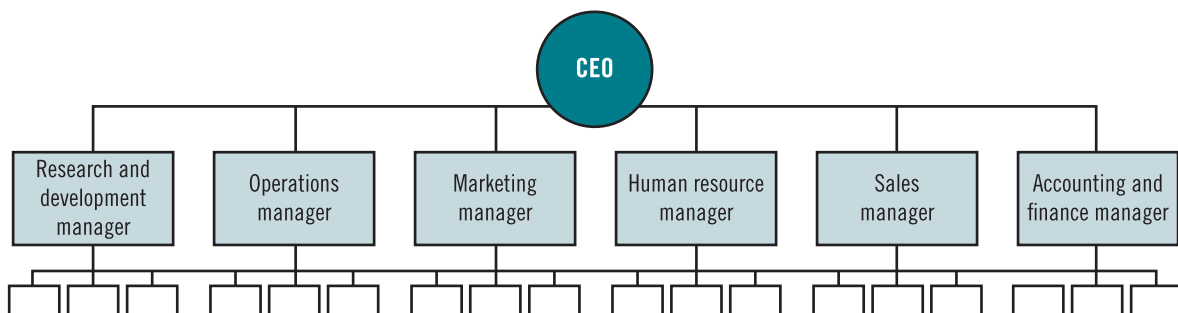 CEO
Research and
development
manager
Operations
manager
Marketing
manager
Human resource
manager
Sales
manager
Accounting and
finance manager